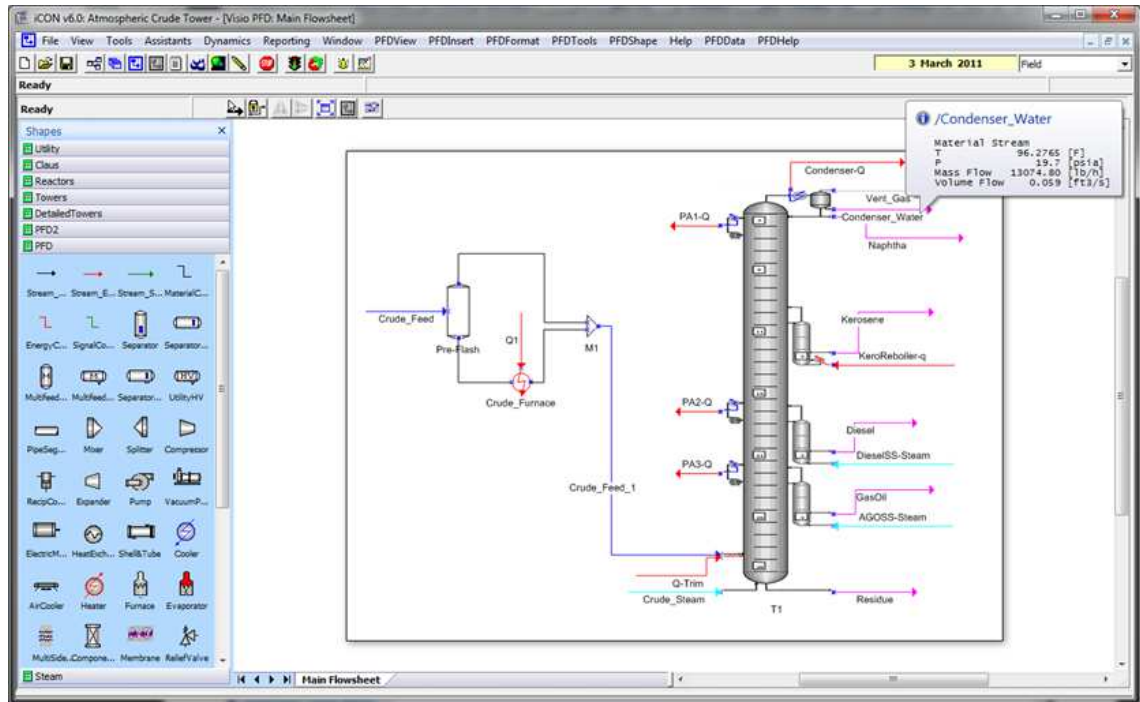 iCON v6.0: Atmospheric Crude Tower - [Visio PFD: Main Flowsheet]
File View Tools Assistants Dynamics Reporting Window PFDView PFDInsert PFDFormat PFDTools PFDShape Help PFDData PFDHelp
3 March 2011 Field
Ready
Ready
Shapes
Utility
Claus
Reactors
Towers
DetailedTowers
PFD2
PFD
Stream_... Stream_E... Stream_S... MaterialC...
EnergyC... SignalCo... Separator Separator...
Multifeed... Multifeed... Separator... UtilityHV
PipeSeg... Mixer Splitter Compressor
RecipCo... Expander Pump VacuumP...
ElectricM... HeatExch... Shell&Tube Cooler
AirCooler Heater Furnace Evaporator
MultiSide... Compone... Membrane ReliefValve
Steam
/Condenser_Water
Material Stream
T 96.2765 [F]
P 19.7 [psia]
Mass Flow 13074.80 [lb/h]
Volume Flow 0.059 [ft3/s]
Condenser-Q
Vent_Gas
Condenser_Water
Naphtha
PA1-Q
Crude_Feed
Pre-Flash
Q1
M1
Crude_Furnace
Kerosene
KeroReboiler-q
PA2-Q
Diesel
DieselSS-Steam
PA3-Q
Crude_Feed_1
GasOil
AGOSS-Steam
Q-Trim
Crude_Steam
T1
Residue
Main Flowsheet